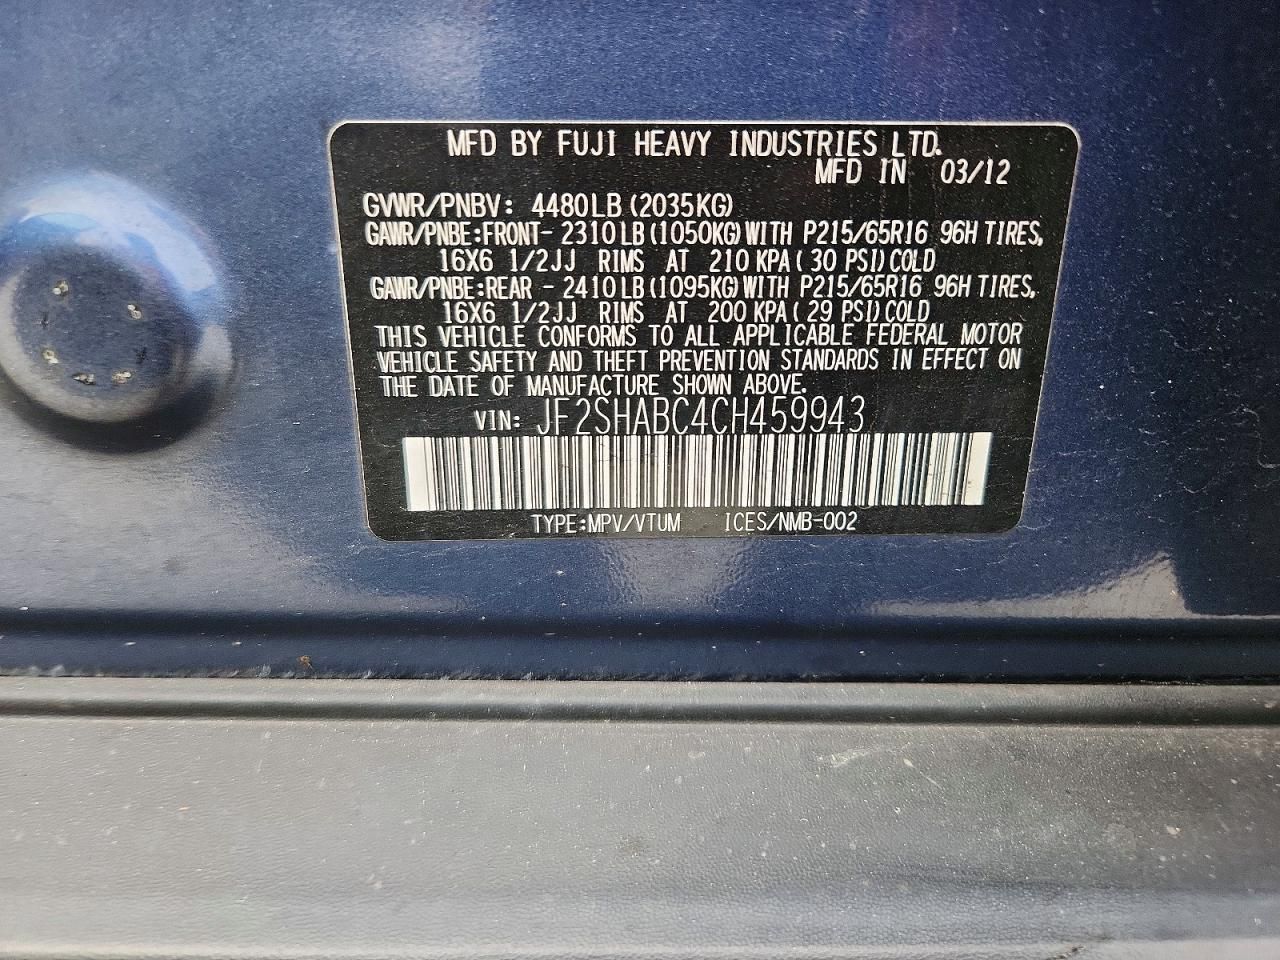 MFD BY FUJI HEAVY INDUSTRIES LTD.
MFD IN 03/12
GVWR/PNBV: 4480LB (2035KG)
GAWR/PNBE:FRONT- 2310LB (1050KG) WITH P215/65R16 96H TIRES,
16X6 1/2JJ RIMS AT 210 KPA ( 30 PSI) COLD
GAWR/PNBE:REAR - 2410LB (1095KG) WITH P215/65R16 96H TIRES,
16X6 1/2JJ RIMS AT 200 KPA ( 29 PSI) COLD
THIS VEHICLE CONFORMS TO ALL APPLICABLE FEDERAL MOTOR
VEHICLE SAFETY AND THEFT PREVENTION STANDARDS IN EFFECT ON
THE DATE OF MANUFACTURE SHOWN ABOVE.
VIN: JF2SHABC4CH459943
TYPE:MPV/VTUM ICES/NMB-002